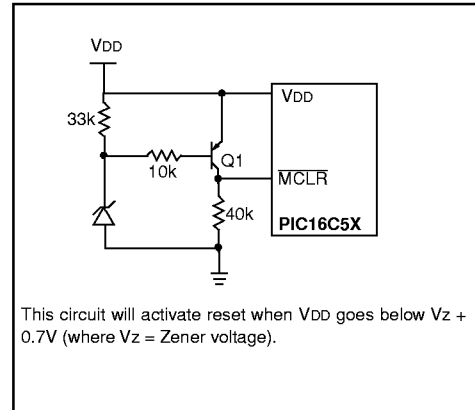 VDD
VDD
33k
10k
Q1
MCLR
40k
PIC16C5X
This circuit will activate reset when VDD goes below Vz +
0.7V (where Vz = Zener voltage).